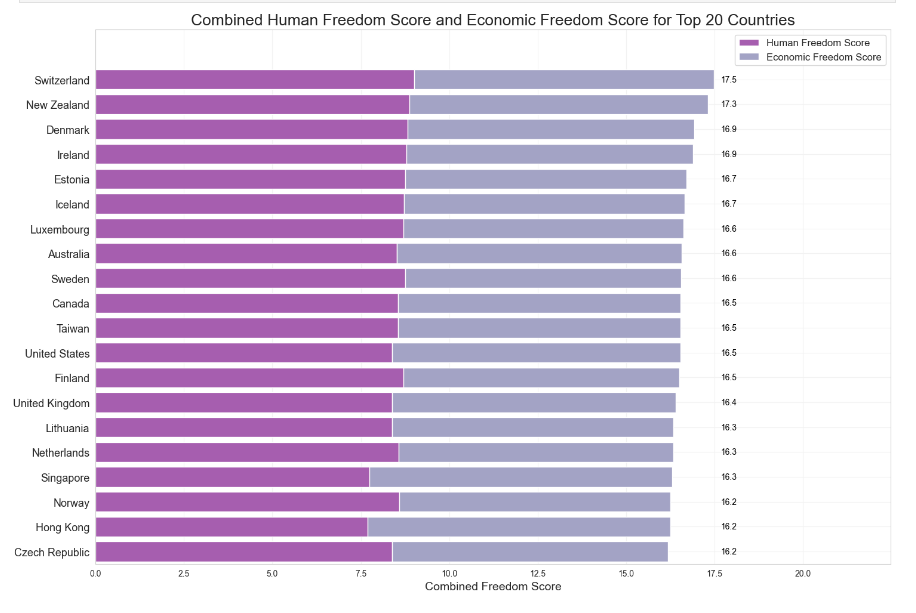 Combined Human Freedom Score and Economic Freedom Score for Top 20 Countries
Human Freedom Score
Economic Freedom Score
Switzerland 17.5
New Zealand 17.3
Denmark 16.9
Ireland 16.9
Estonia 16.7
Iceland 16.7
Luxembourg 16.6
Australia 16.6
Sweden 16.6
Canada 16.5
Taiwan 16.5
United States 16.5
Finland 16.5
United Kingdom 16.4
Lithuania 16.3
Netherlands 16.3
Singapore 16.3
Norway 16.2
Hong Kong 16.2
Czech Republic 16.2
0.0 2.5 5.0 7.5 10.0 12.5 15.0 17.5 20.0
Combined Freedom Score